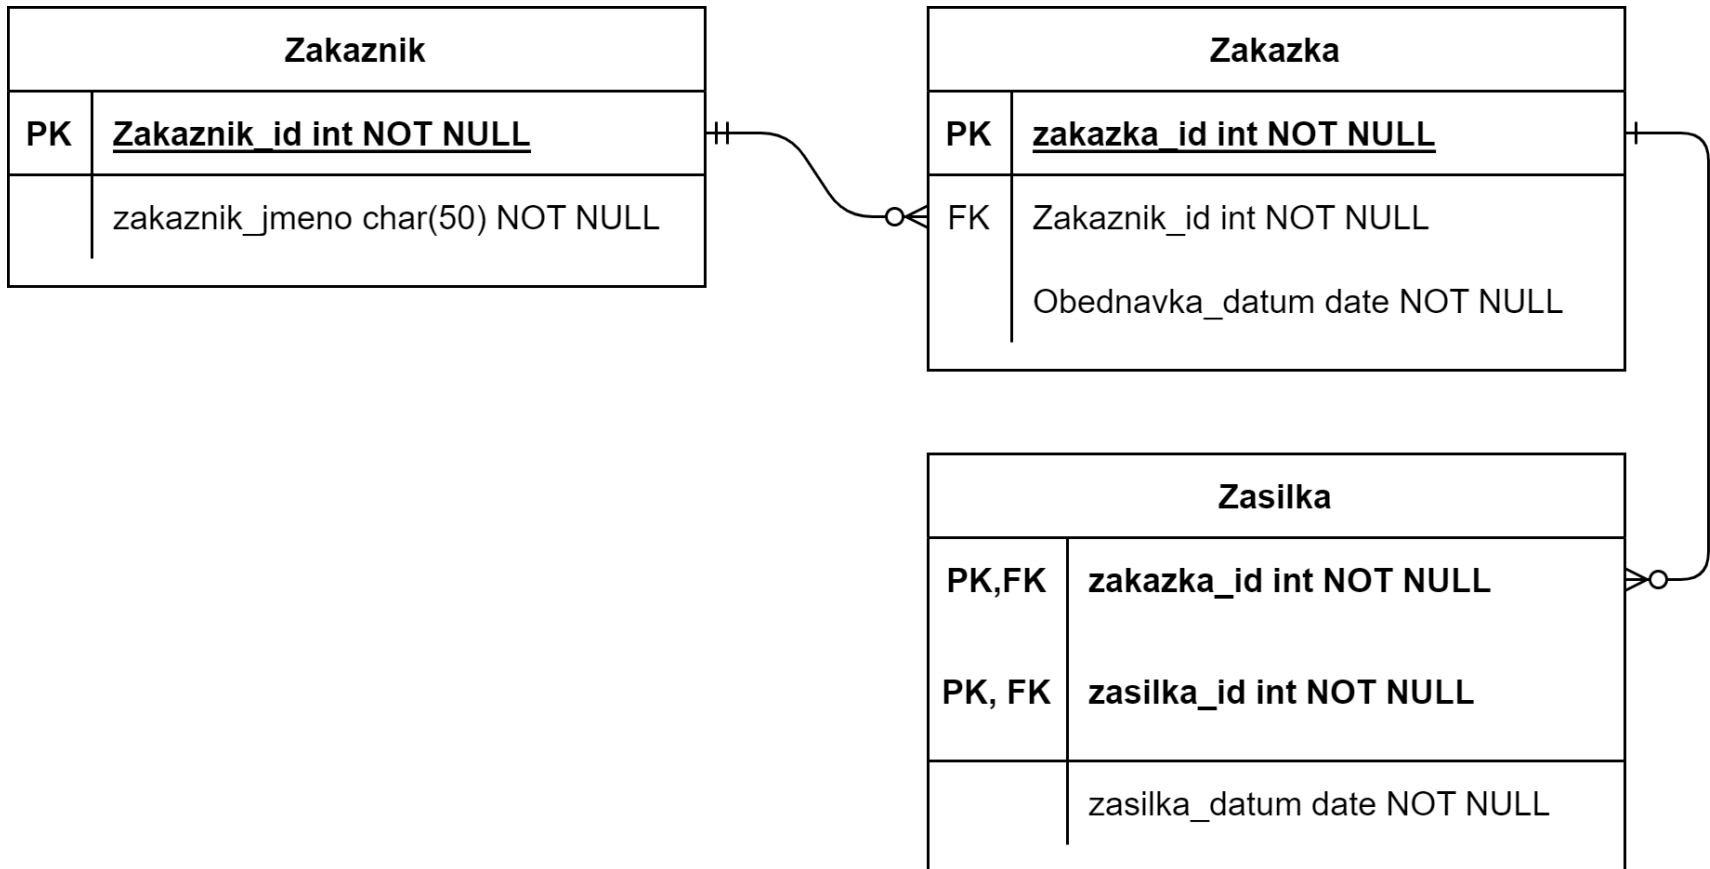 Zakaznik
PK Zakaznik_id int NOT NULL
zakaznik_jmeno char(50) NOT NULL
Zakazka
PK zakazka_id int NOT NULL
FK Zakaznik_id int NOT NULL
Obednavka_datum date NOT NULL
Zasilka
PK,FK zakazka_id int NOT NULL
PK, FK zasilka_id int NOT NULL
zasilka_datum date NOT NULL